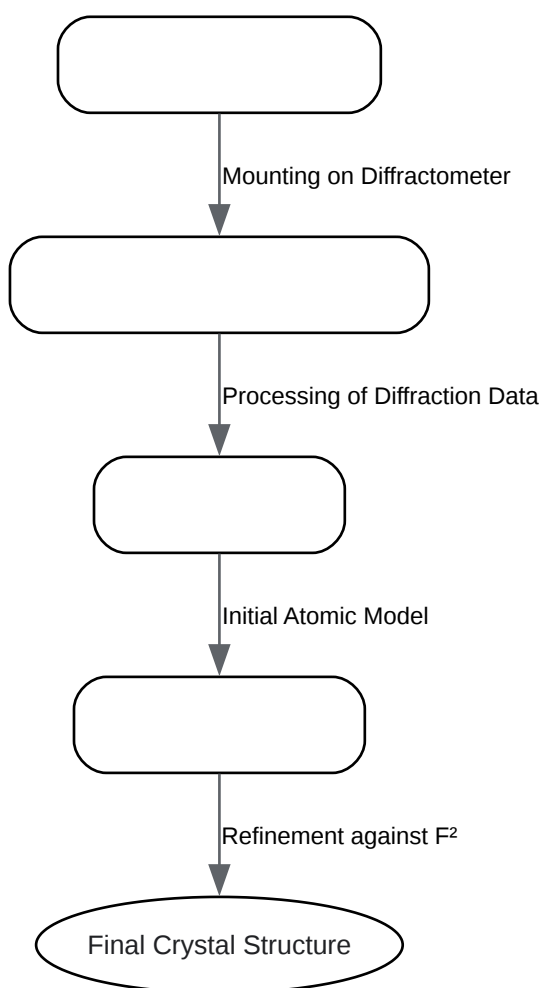 Mounting on Diffractometer
Processing of Diffraction Data
Initial Atomic Model
Refinement against F²
Final Crystal Structure